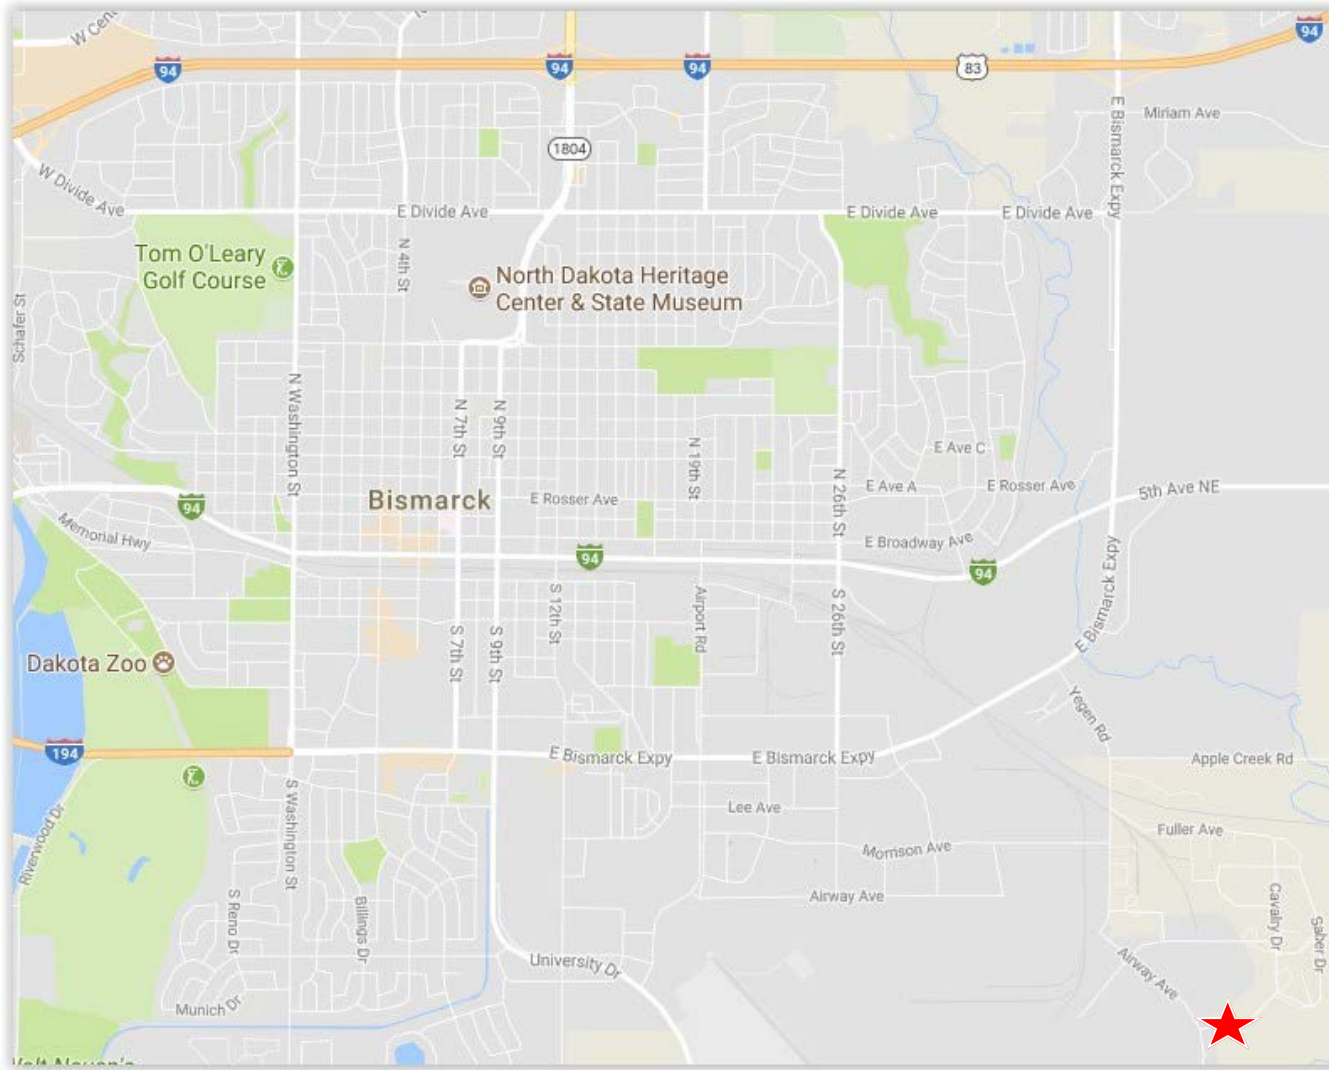 W Cen
94
94
94
83
94
Miriam Ave
E Bismarck Expy
1804
W Divide Ave
E Divide Ave
E Divide Ave
E Divide Ave
Tom O'Leary
Golf Course
N 4th St
North Dakota Heritage
Center & State Museum
Schafer St
N Washington St
N 7th St
N 9th St
N 19th St
E Ave C
N 26th St
E Ave A
E Rosser Ave
5th Ave NE
Bismarck
E Rosser Ave
94
Memorial Hwy
E Broadway Ave
94
94
E Bismarck Expy
S 12th St
Airport Rd
S 26th St
S 7th St
S 9th St
Dakota Zoo
Yegen Rd
194
E Bismarck Expy
E Bismarck Expy
Apple Creek Rd
S Washington St
Riverwood Dr
Lee Ave
Fuller Ave
Morrison Ave
Airway Ave
S Reno Dr
Billings Dr
Cavalry Dr
Saber Dr
University Dr
Airway Ave
Munich Dr